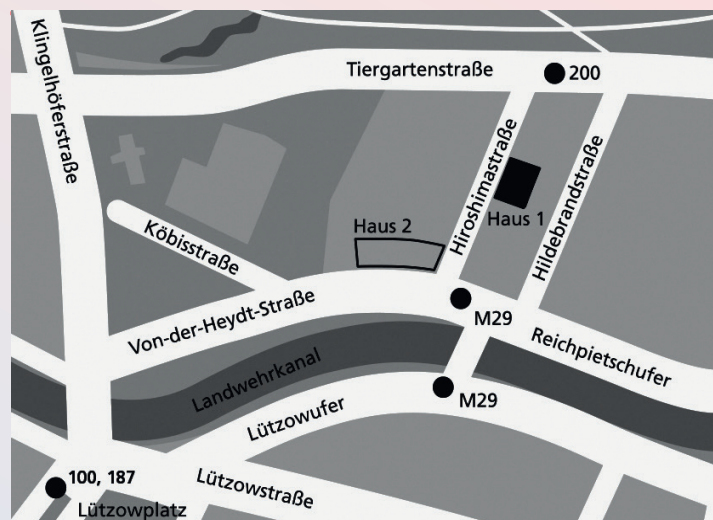 Klingelhöferstraße
Tiergartenstraße
200
Hiroshimastraße
Haus 1
Hildebrandstraße
Haus 2
Köbisstraße
Von-der-Heydt-Straße
M29
Reichpietschufer
Landwehrkanal
M29
Lützowufer
100, 187
Lützowstraße
Lützowplatz